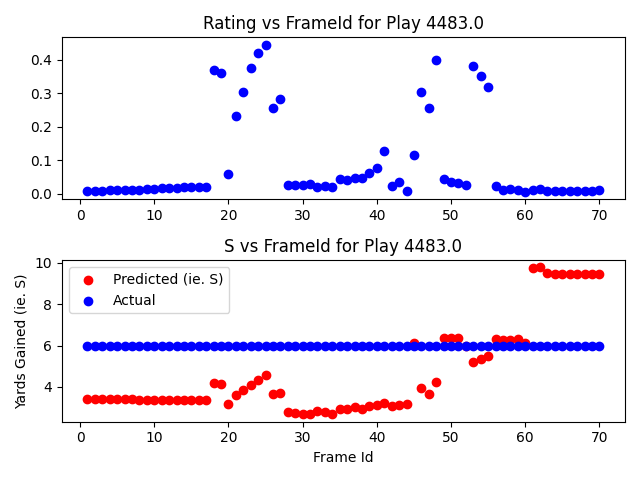 Rating vs FrameId for Play 4483.0
0.4
0.3
0.2
0.1
0.0
0 10 20 30 40 50 60 70
S vs FrameId for Play 4483.0
Yards Gained (ie. S)
10
8
6
4
Predicted (ie. S)
Actual
0 10 20 30 40 50 60 70
Frame Id